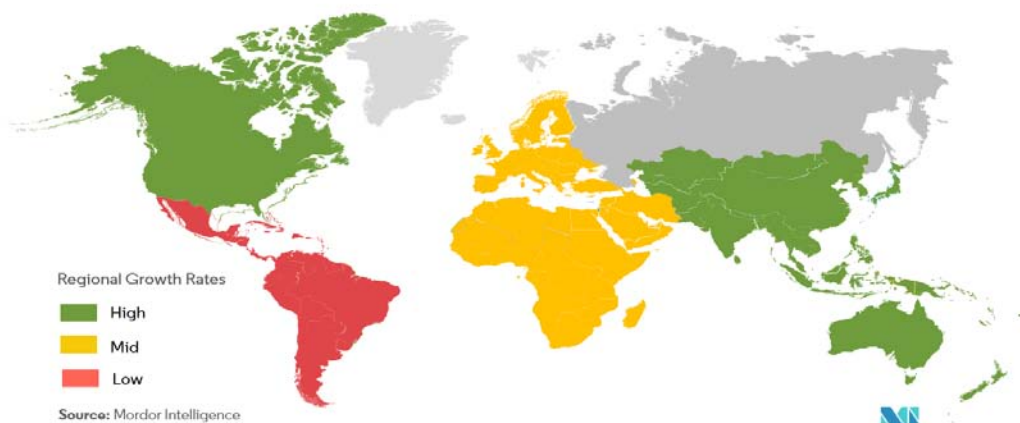 Regional Growth Rates
High
Mid
Low
Source: Mordor Intelligence